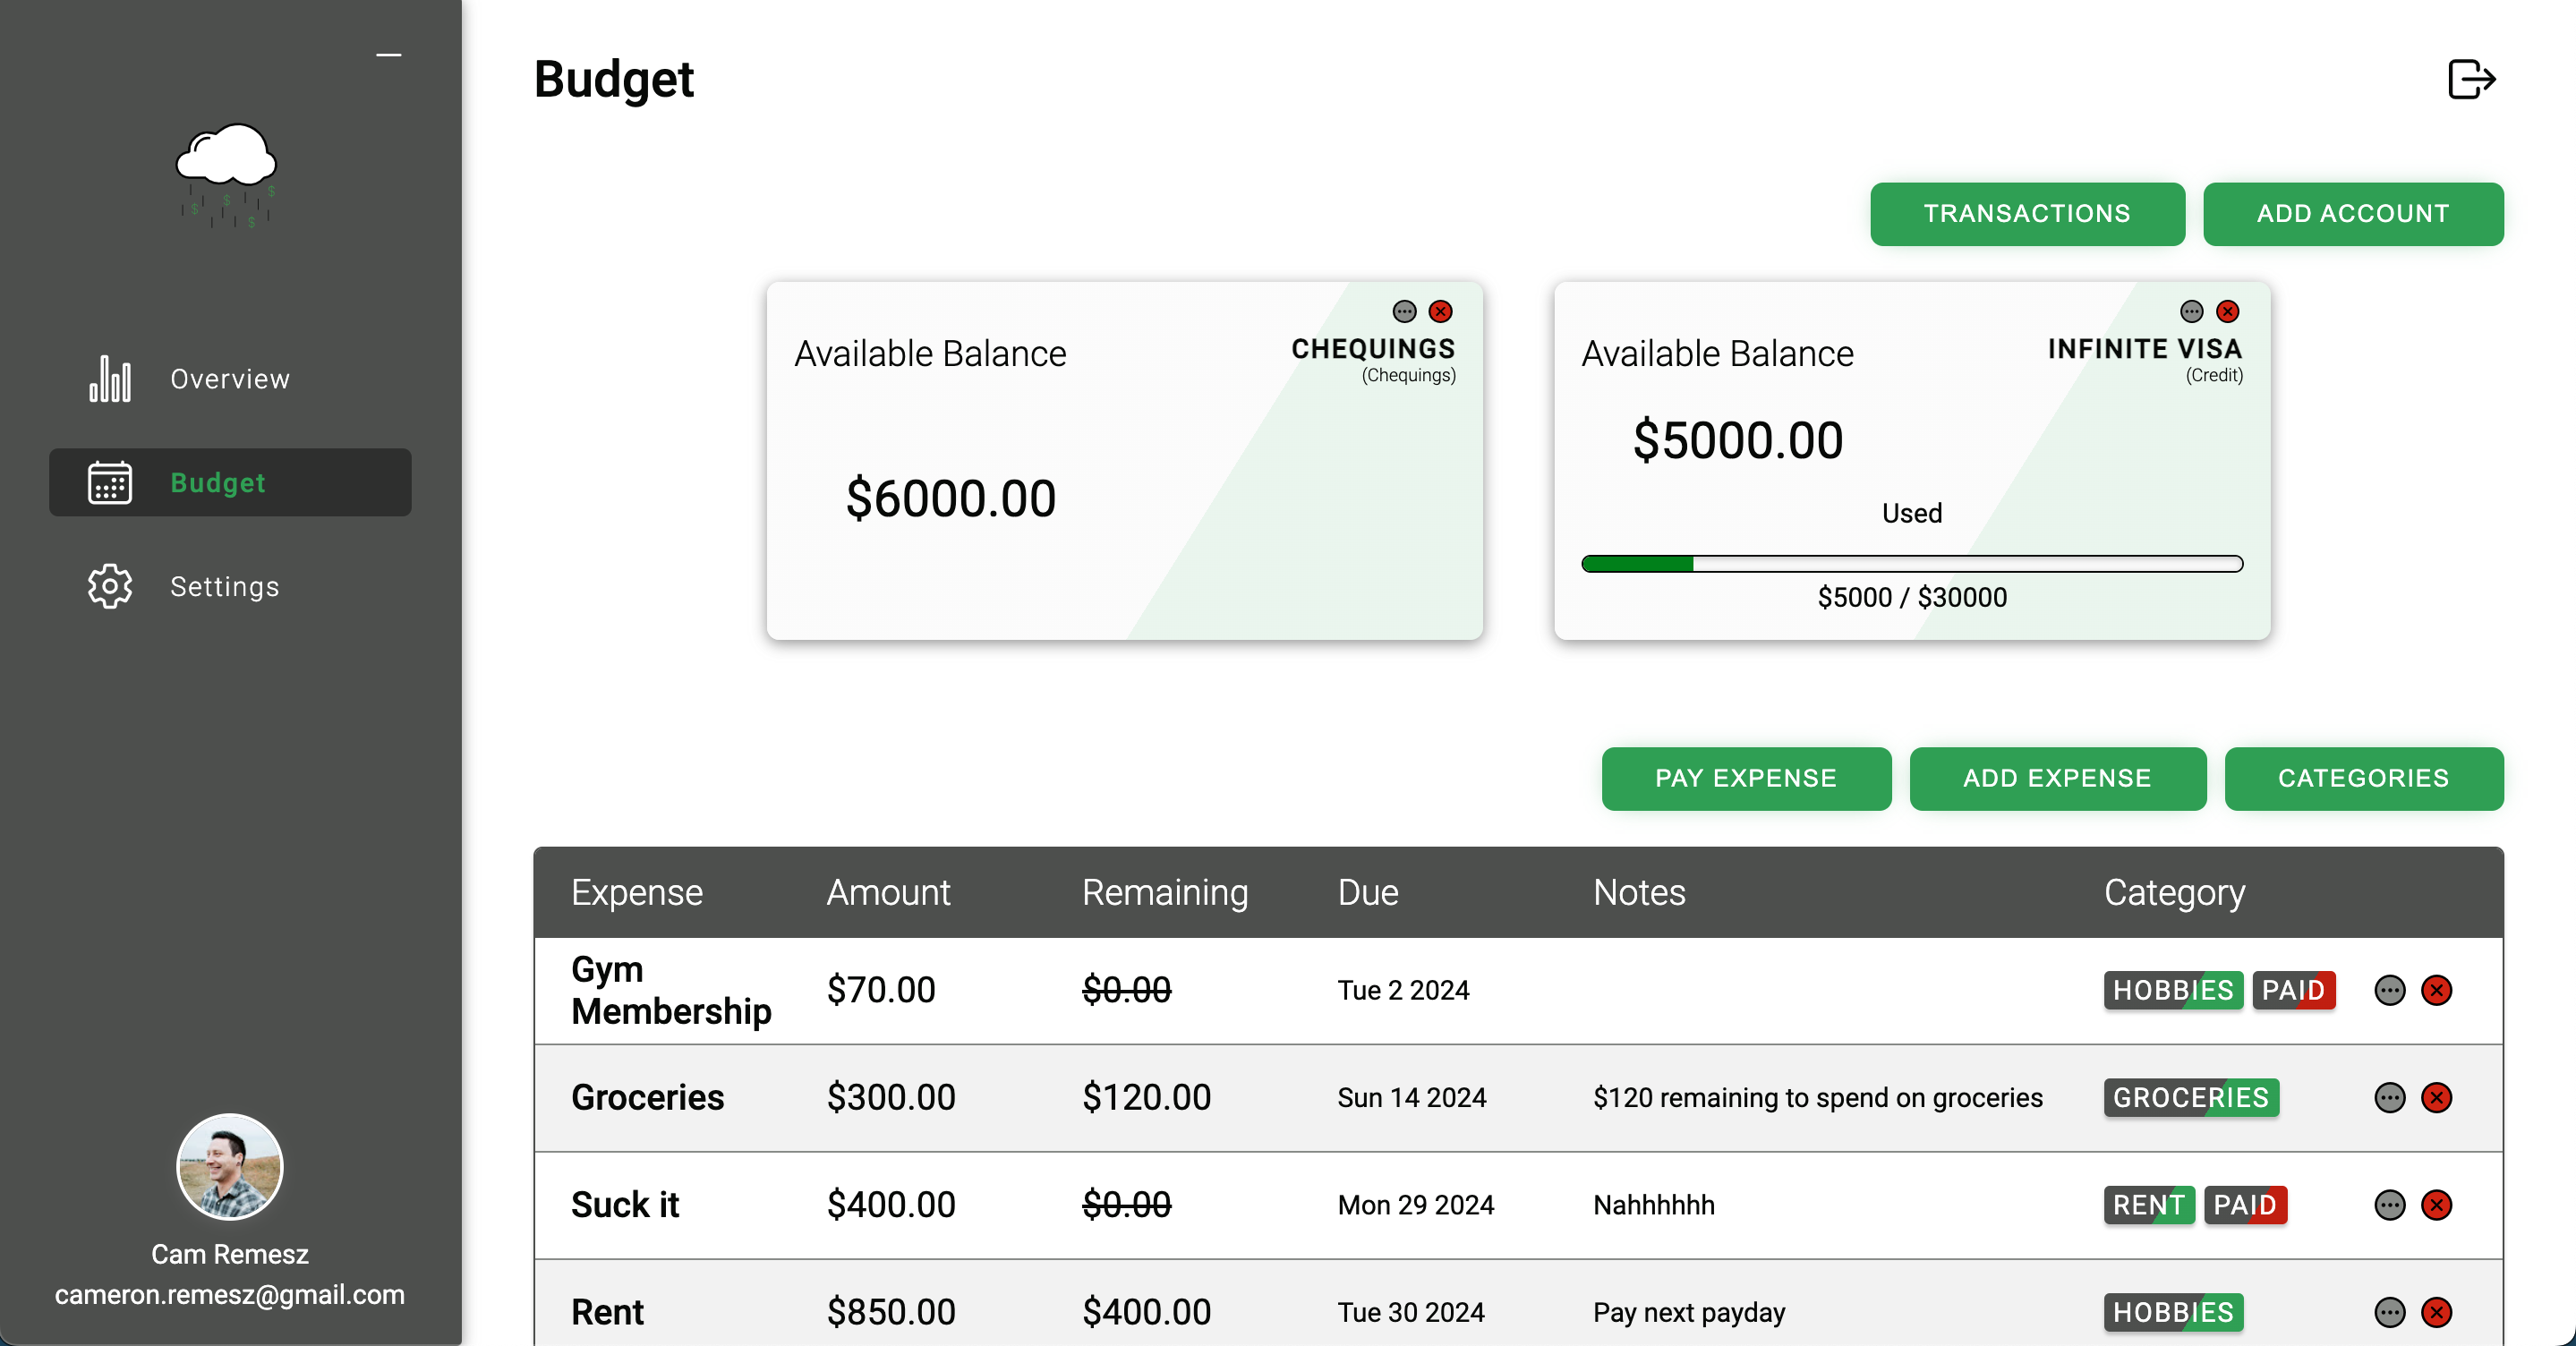 Budget
TRANSACTIONS
ADD ACCOUNT
Overview
Budget
Settings
Available Balance
CHEQUINGS
(Chequings)
$6000.00
Available Balance
INFINITE VISA
(Credit)
$5000.00
Used
$5000 / $30000
PAY EXPENSE
ADD EXPENSE
CATEGORIES
Expense Amount Remaining Due Notes Category
Gym
Membership
$70.00 $0.00 Tue 2 2024 HOBBIES PAID
Groceries $300.00 $120.00 Sun 14 2024 $120 remaining to spend on groceries GROCERIES
Suck it $400.00 $0.00 Mon 29 2024 Nahhhhhh RENT PAID
Rent $850.00 $400.00 Tue 30 2024 Pay next payday HOBBIES
Cam Remesz
cameron.remesz@gmail.com